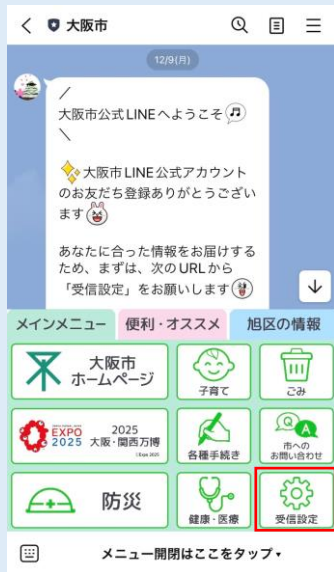 大阪市
12/9(月)
/
大阪市公式LINEへようこそ
\
大阪市LINE公式アカウント
のお友だち登録ありがとうござい
ます
あなたに合った情報をお届けする
ため、まずは、次のURLから
「受信設定」をお願いします
メインメニュー 便利・オススメ 旭区の情報
大阪市
ホームページ
子育て
ごみ
EXPO
2025
2025
大阪・関西万博
©Expo 2025
各種手続き
Q
A
市への
お問い合わせ
防災
健康・医療
受信設定
メニュー開閉はここをタップ▾